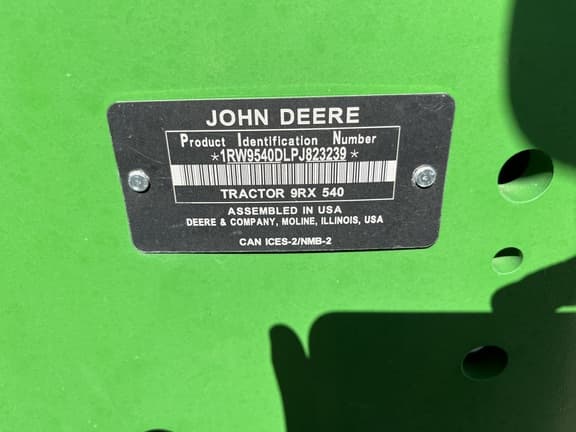 JOHN DEERE
Product Identification Number
*1RW9540DLPJ823239*
TRACTOR 9RX 540
ASSEMBLED IN USA
DEERE & COMPANY, MOLINE, ILLINOIS, USA
CAN ICES-2/NMB-2